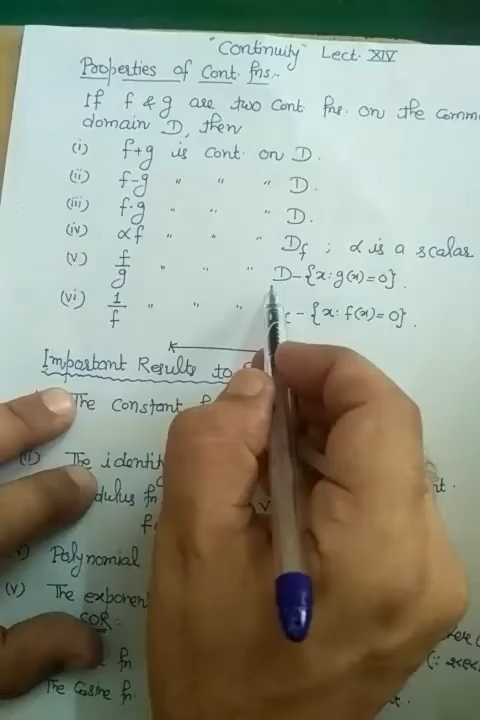 "Continuity" Lect. XIV
Properties of Cont. fns:-
If f & g are two Cont fns. on the comm
domain D, then
(i) f+g is cont. on D.
(ii) f-g " " " D.
(iii) f·g " " " D.
(iv) αf " " " Df ; α is a scalar
(v) f/g " " " D-{x: g(x)=0}.
(vi) 1/f " " " - {x: f(x)=0}.
Important Results to
The Constant
(ii) The identit
dulus fn
Polynomial
(v) The exponent
COR:
fn
The Cosine fn.